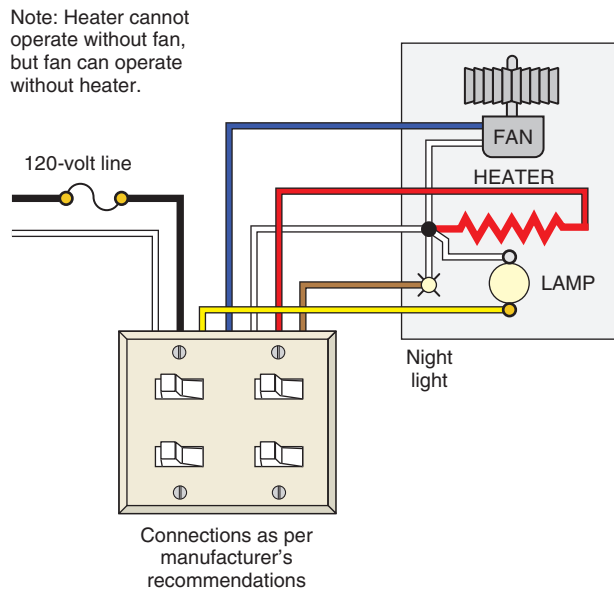 Note: Heater cannot
operate without fan,
but fan can operate
without heater.
120-volt line
FAN
HEATER
LAMP
Night
light
Connections as per
manufacturer's
recommendations